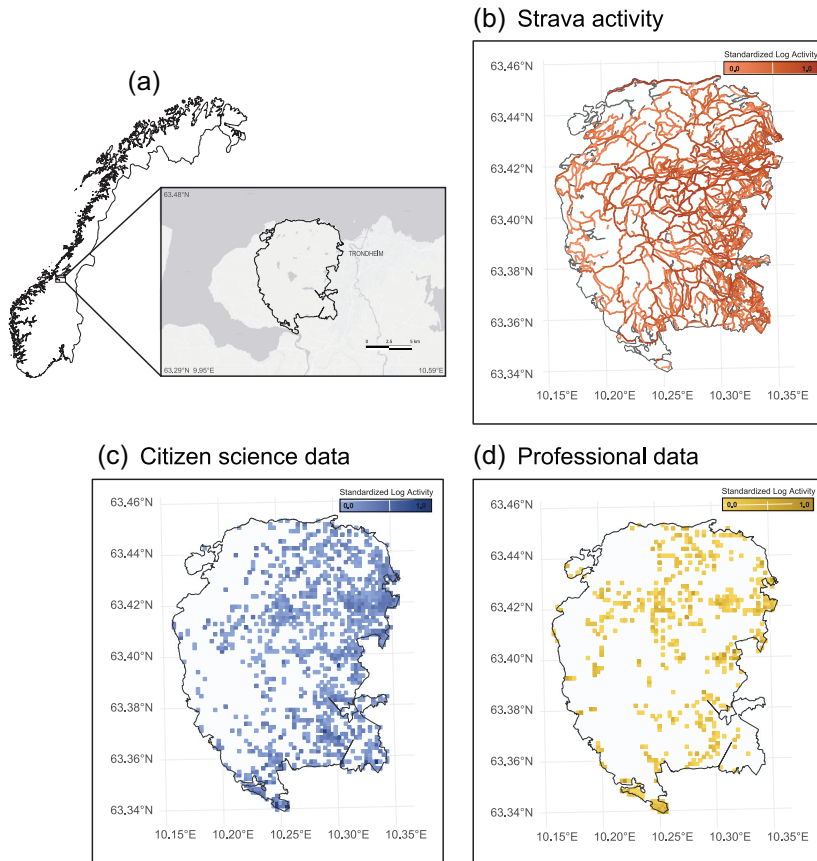 (a)
63.48°N
TRONDHEIM
0 2.5 5 km
63.29°N 9.95°E
10.59°E
(b) Strava activity
Standardized Log Activity
0.0 1.0
63.46°N
63.44°N
63.42°N
63.40°N
63.38°N
63.36°N
63.34°N
10.15°E 10.20°E 10.25°E 10.30°E 10.35°E
(c) Citizen science data
Standardized Log Activity
0.0 1.0
63.46°N
63.44°N
63.42°N
63.40°N
63.38°N
63.36°N
63.34°N
10.15°E 10.20°E 10.25°E 10.30°E 10.35°E
(d) Professional data
Standardized Log Activity
0.0 1.0
63.46°N
63.44°N
63.42°N
63.40°N
63.38°N
63.36°N
63.34°N
10.15°E 10.20°E 10.25°E 10.30°E 10.35°E